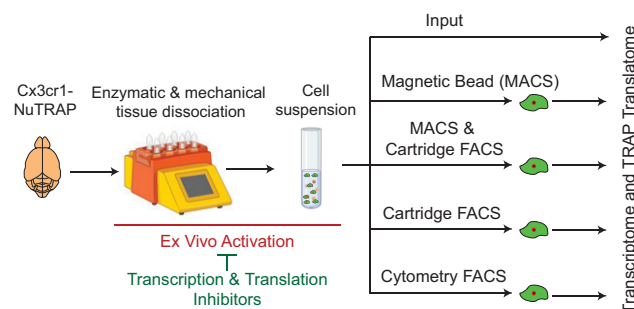 Cx3cr1-
NuTRAP
Enzymatic & mechanical
tissue dissociation
Cell
suspension
Input
Magnetic Bead (MACS)
MACS &
Cartridge FACS
Cartridge FACS
Cytometry FACS
Ex Vivo Activation
Transcription & Translation
Inhibitors
Transcriptome and TRAP Translatome